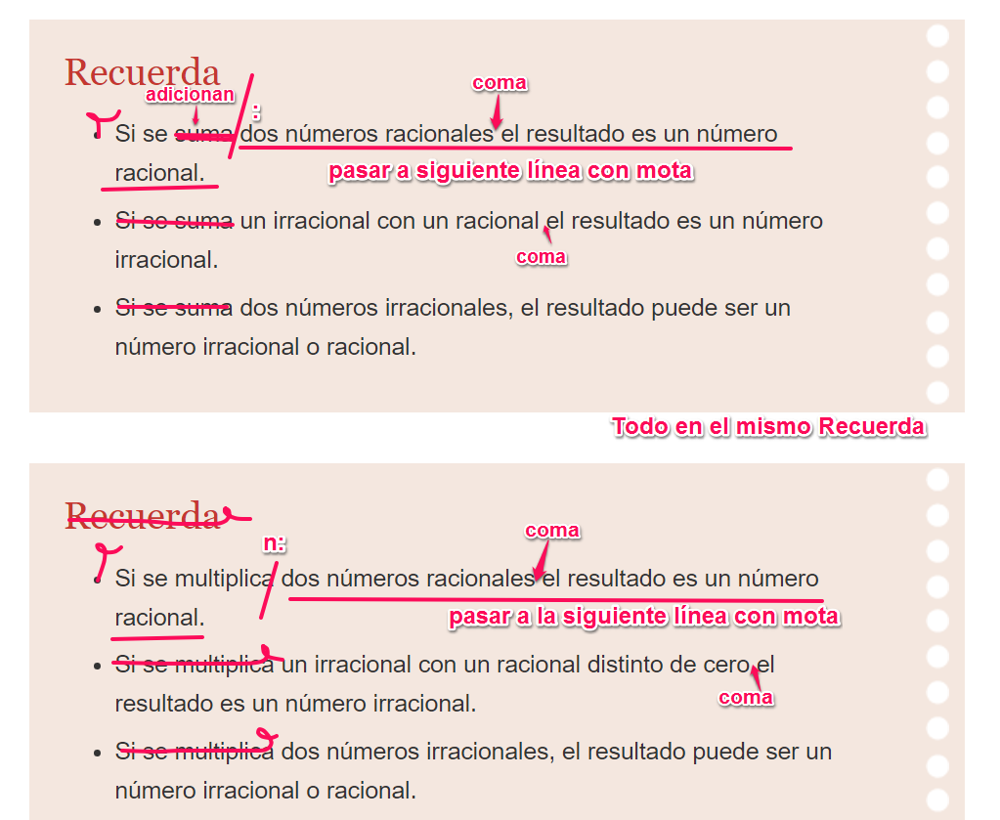 Recuerda
adicionan
coma
:
Si se suma dos números racionales el resultado es un número
racional.
pasar a siguiente línea con mota
Si se suma un irracional con un racional el resultado es un número
coma
irracional.
Si se suma dos números irracionales, el resultado puede ser un
número irracional o racional.
Todo en el mismo Recuerda
Recuerda
n:
coma
Si se multiplica dos números racionales el resultado es un número
racional.
pasar a la siguiente línea con mota
Si se multiplica un irracional con un racional distinto de cero el
coma
resultado es un número irracional.
Si se multiplica dos números irracionales, el resultado puede ser un
número irracional o racional.